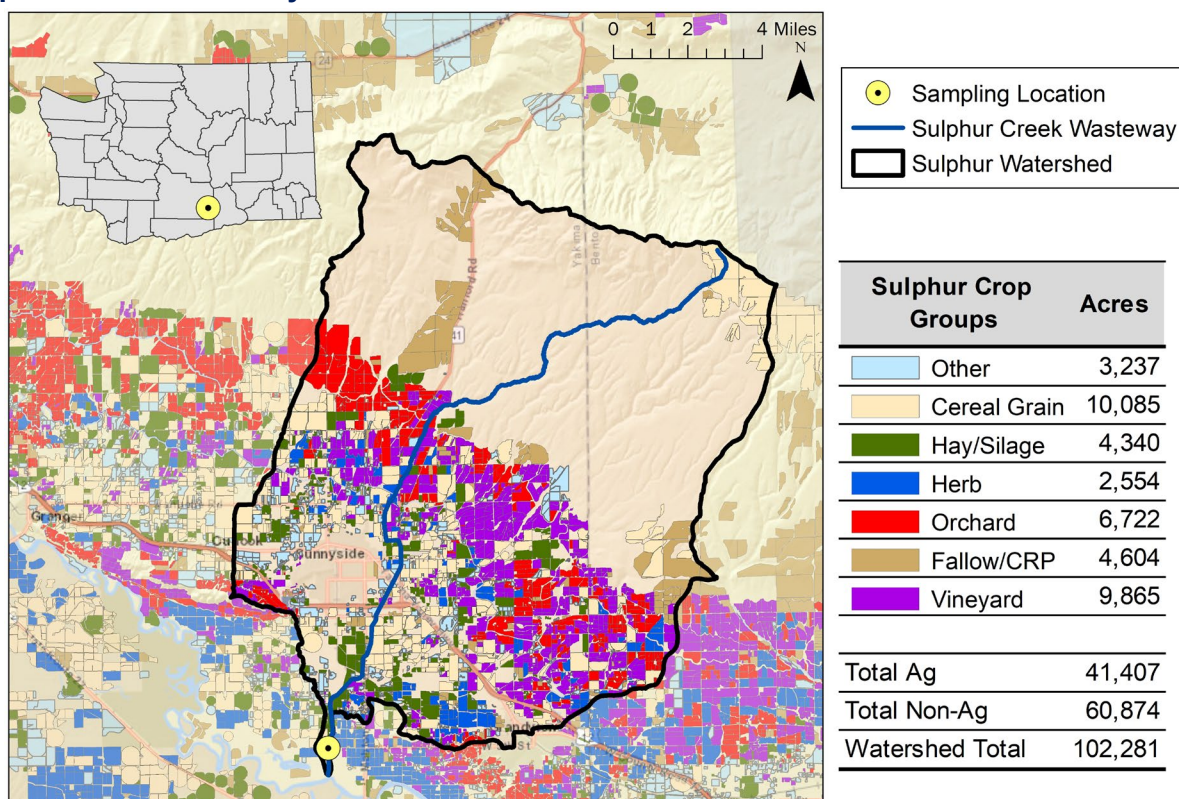 0 1 2 4 Miles
N
24
Yakima
Benton
241
Granger
Outlook
Sunnyside
Sampling Location
Sulphur Creek Wasteway
Sulphur Watershed
Sulphur Crop Groups Acres
Other 3,237
Cereal Grain 10,085
Hay/Silage 4,340
Herb 2,554
Orchard 6,722
Fallow/CRP 4,604
Vineyard 9,865
Total Ag 41,407
Total Non-Ag 60,874
Watershed Total 102,281